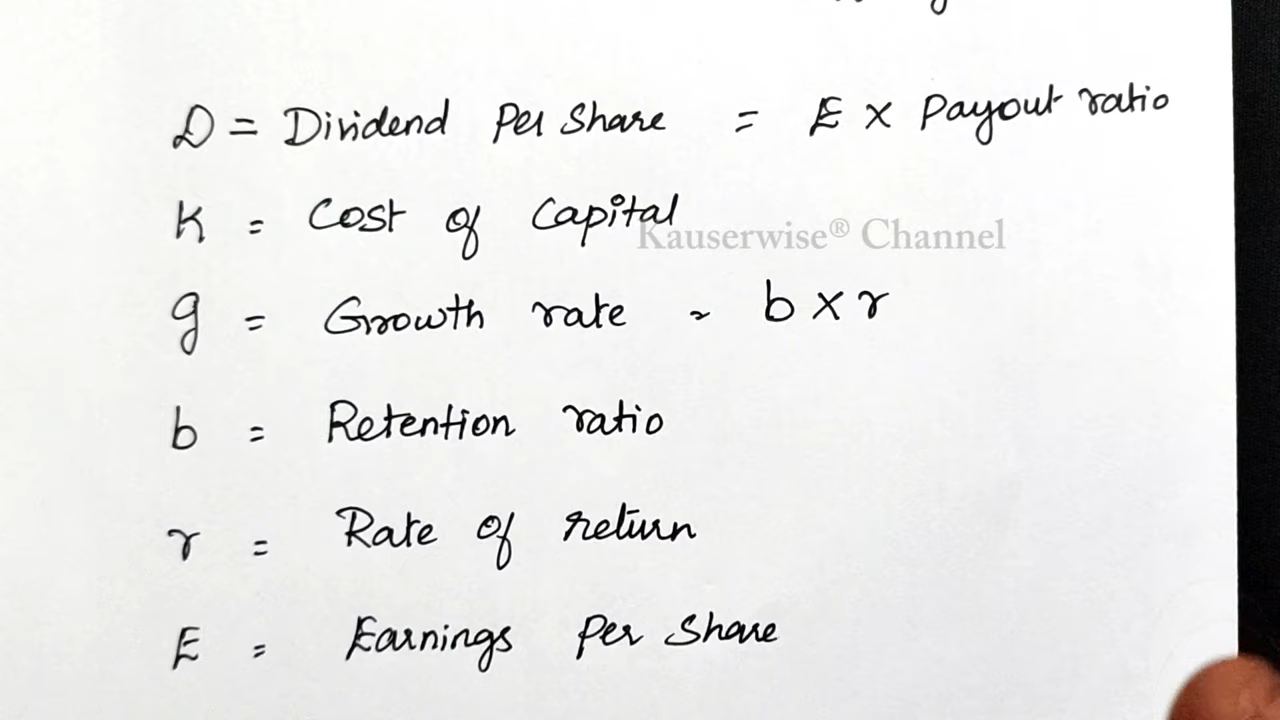 D = Dividend Per Share = E × Payout ratio
K = Cost of Capital
Kauserwise® Channel
g = Growth rate = b × r
b = Retention ratio
r = Rate of return
E = Earnings Per Share